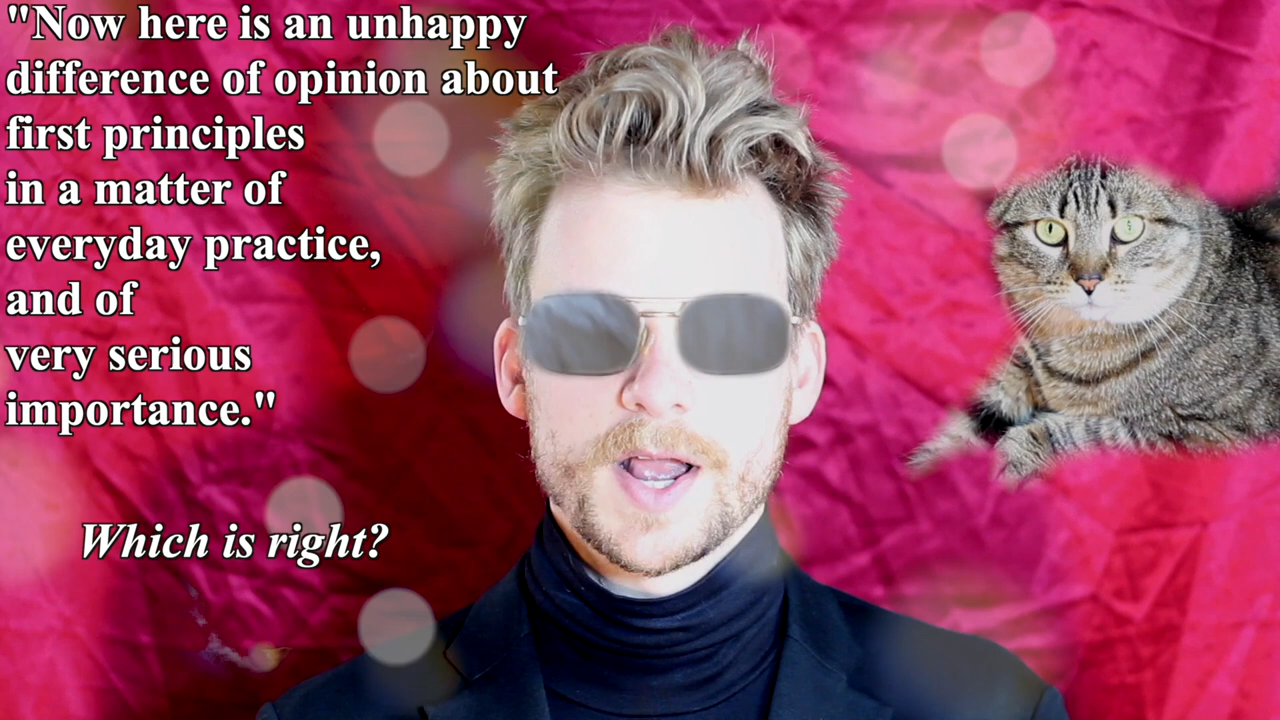 "Now here is an unhappy
difference of opinion about
first principles
in a matter of
everyday practice,
and of
very serious
importance."
Which is right?